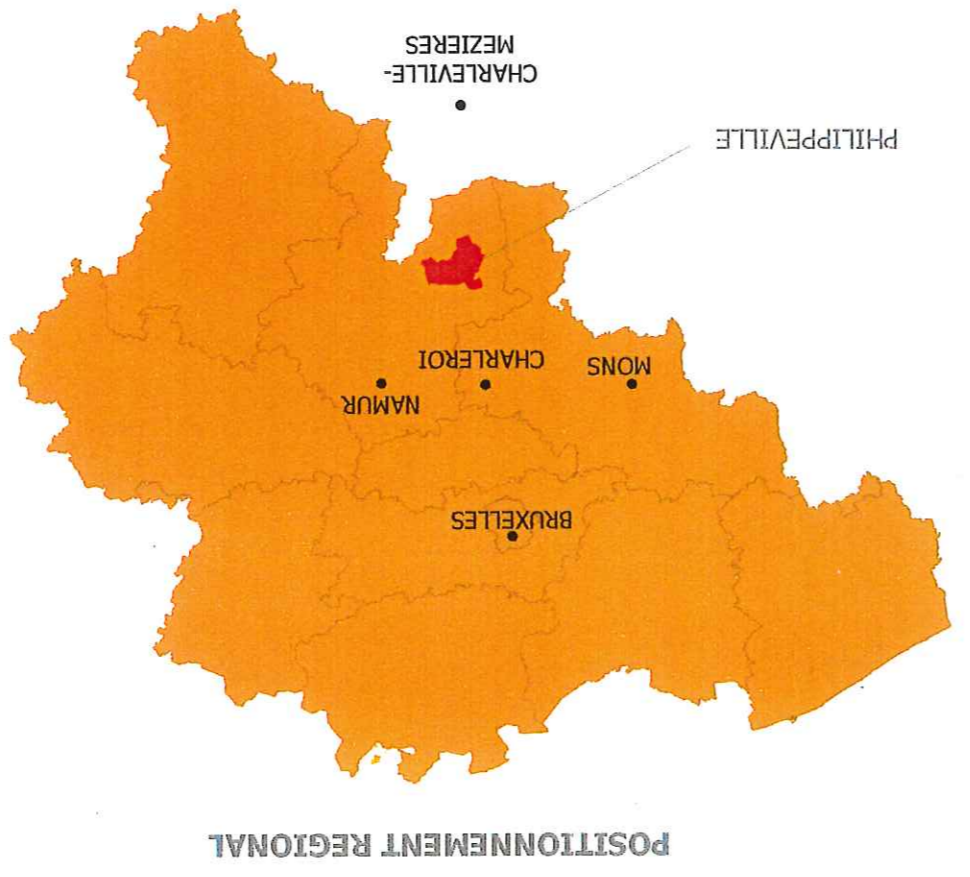 POSITIONNEMENT REGIONAL
BRUXELLES
NAMUR
CHARLEROI
MONS
PHILIPPEVILLE
CHARLEVILLE-
MEZIERES